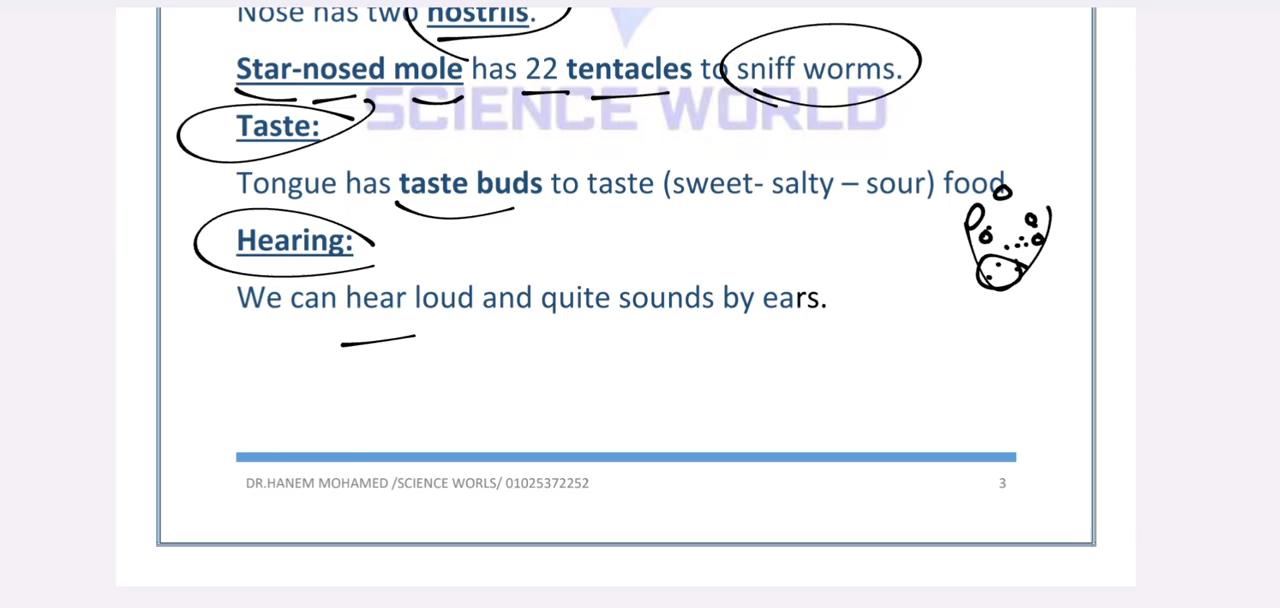 Nose has two nostrils.
Star-nosed mole has 22 tentacles to sniff worms.
SCIENCE WORLD
Taste:
Tongue has taste buds to taste (sweet- salty – sour) food
Hearing:
We can hear loud and quite sounds by ears.
DR.HANEM MOHAMED /SCIENCE WORLS/ 01025372252 3